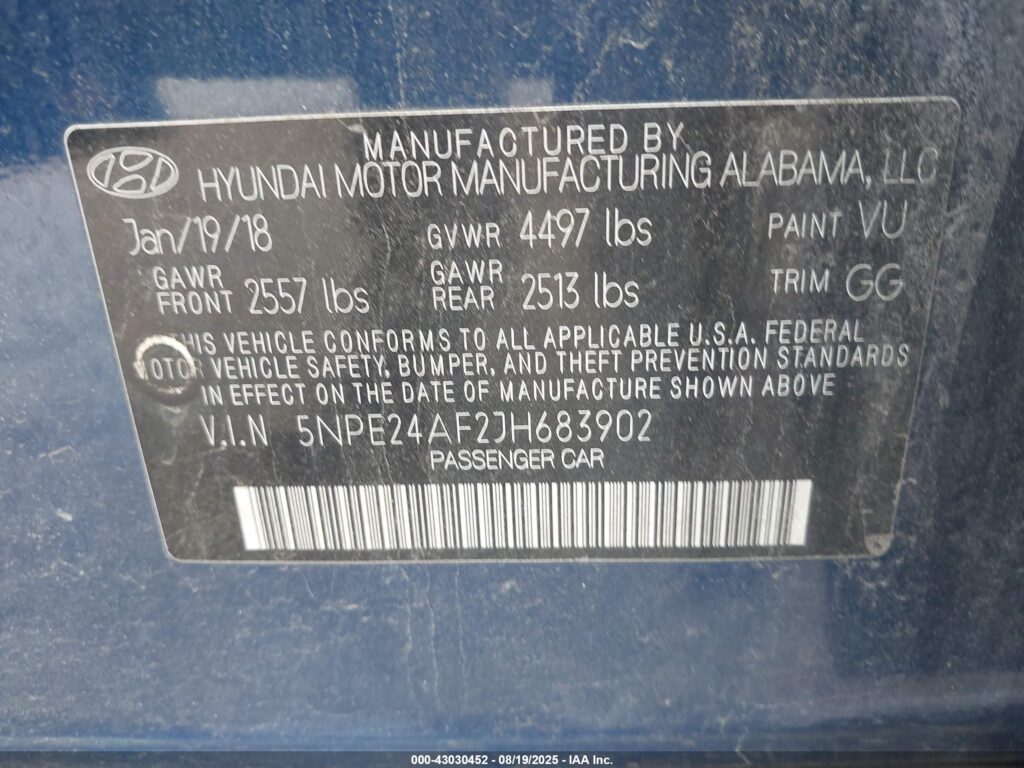 MANUFACTURED BY
HYUNDAI MOTOR MANUFACTURING ALABAMA, LLC
Jan/19/18 GVWR 4497 lbs PAINT VU
GAWR FRONT 2557 lbs GAWR REAR 2513 lbs TRIM GG
THIS VEHICLE CONFORMS TO ALL APPLICABLE U.S.A. FEDERAL
MOTOR VEHICLE SAFETY, BUMPER, AND THEFT PREVENTION STANDARDS
IN EFFECT ON THE DATE OF MANUFACTURE SHOWN ABOVE
V.I.N 5NPE24AF2JH683902
PASSENGER CAR
000-43030452 - 08/19/2025 - IAA Inc.